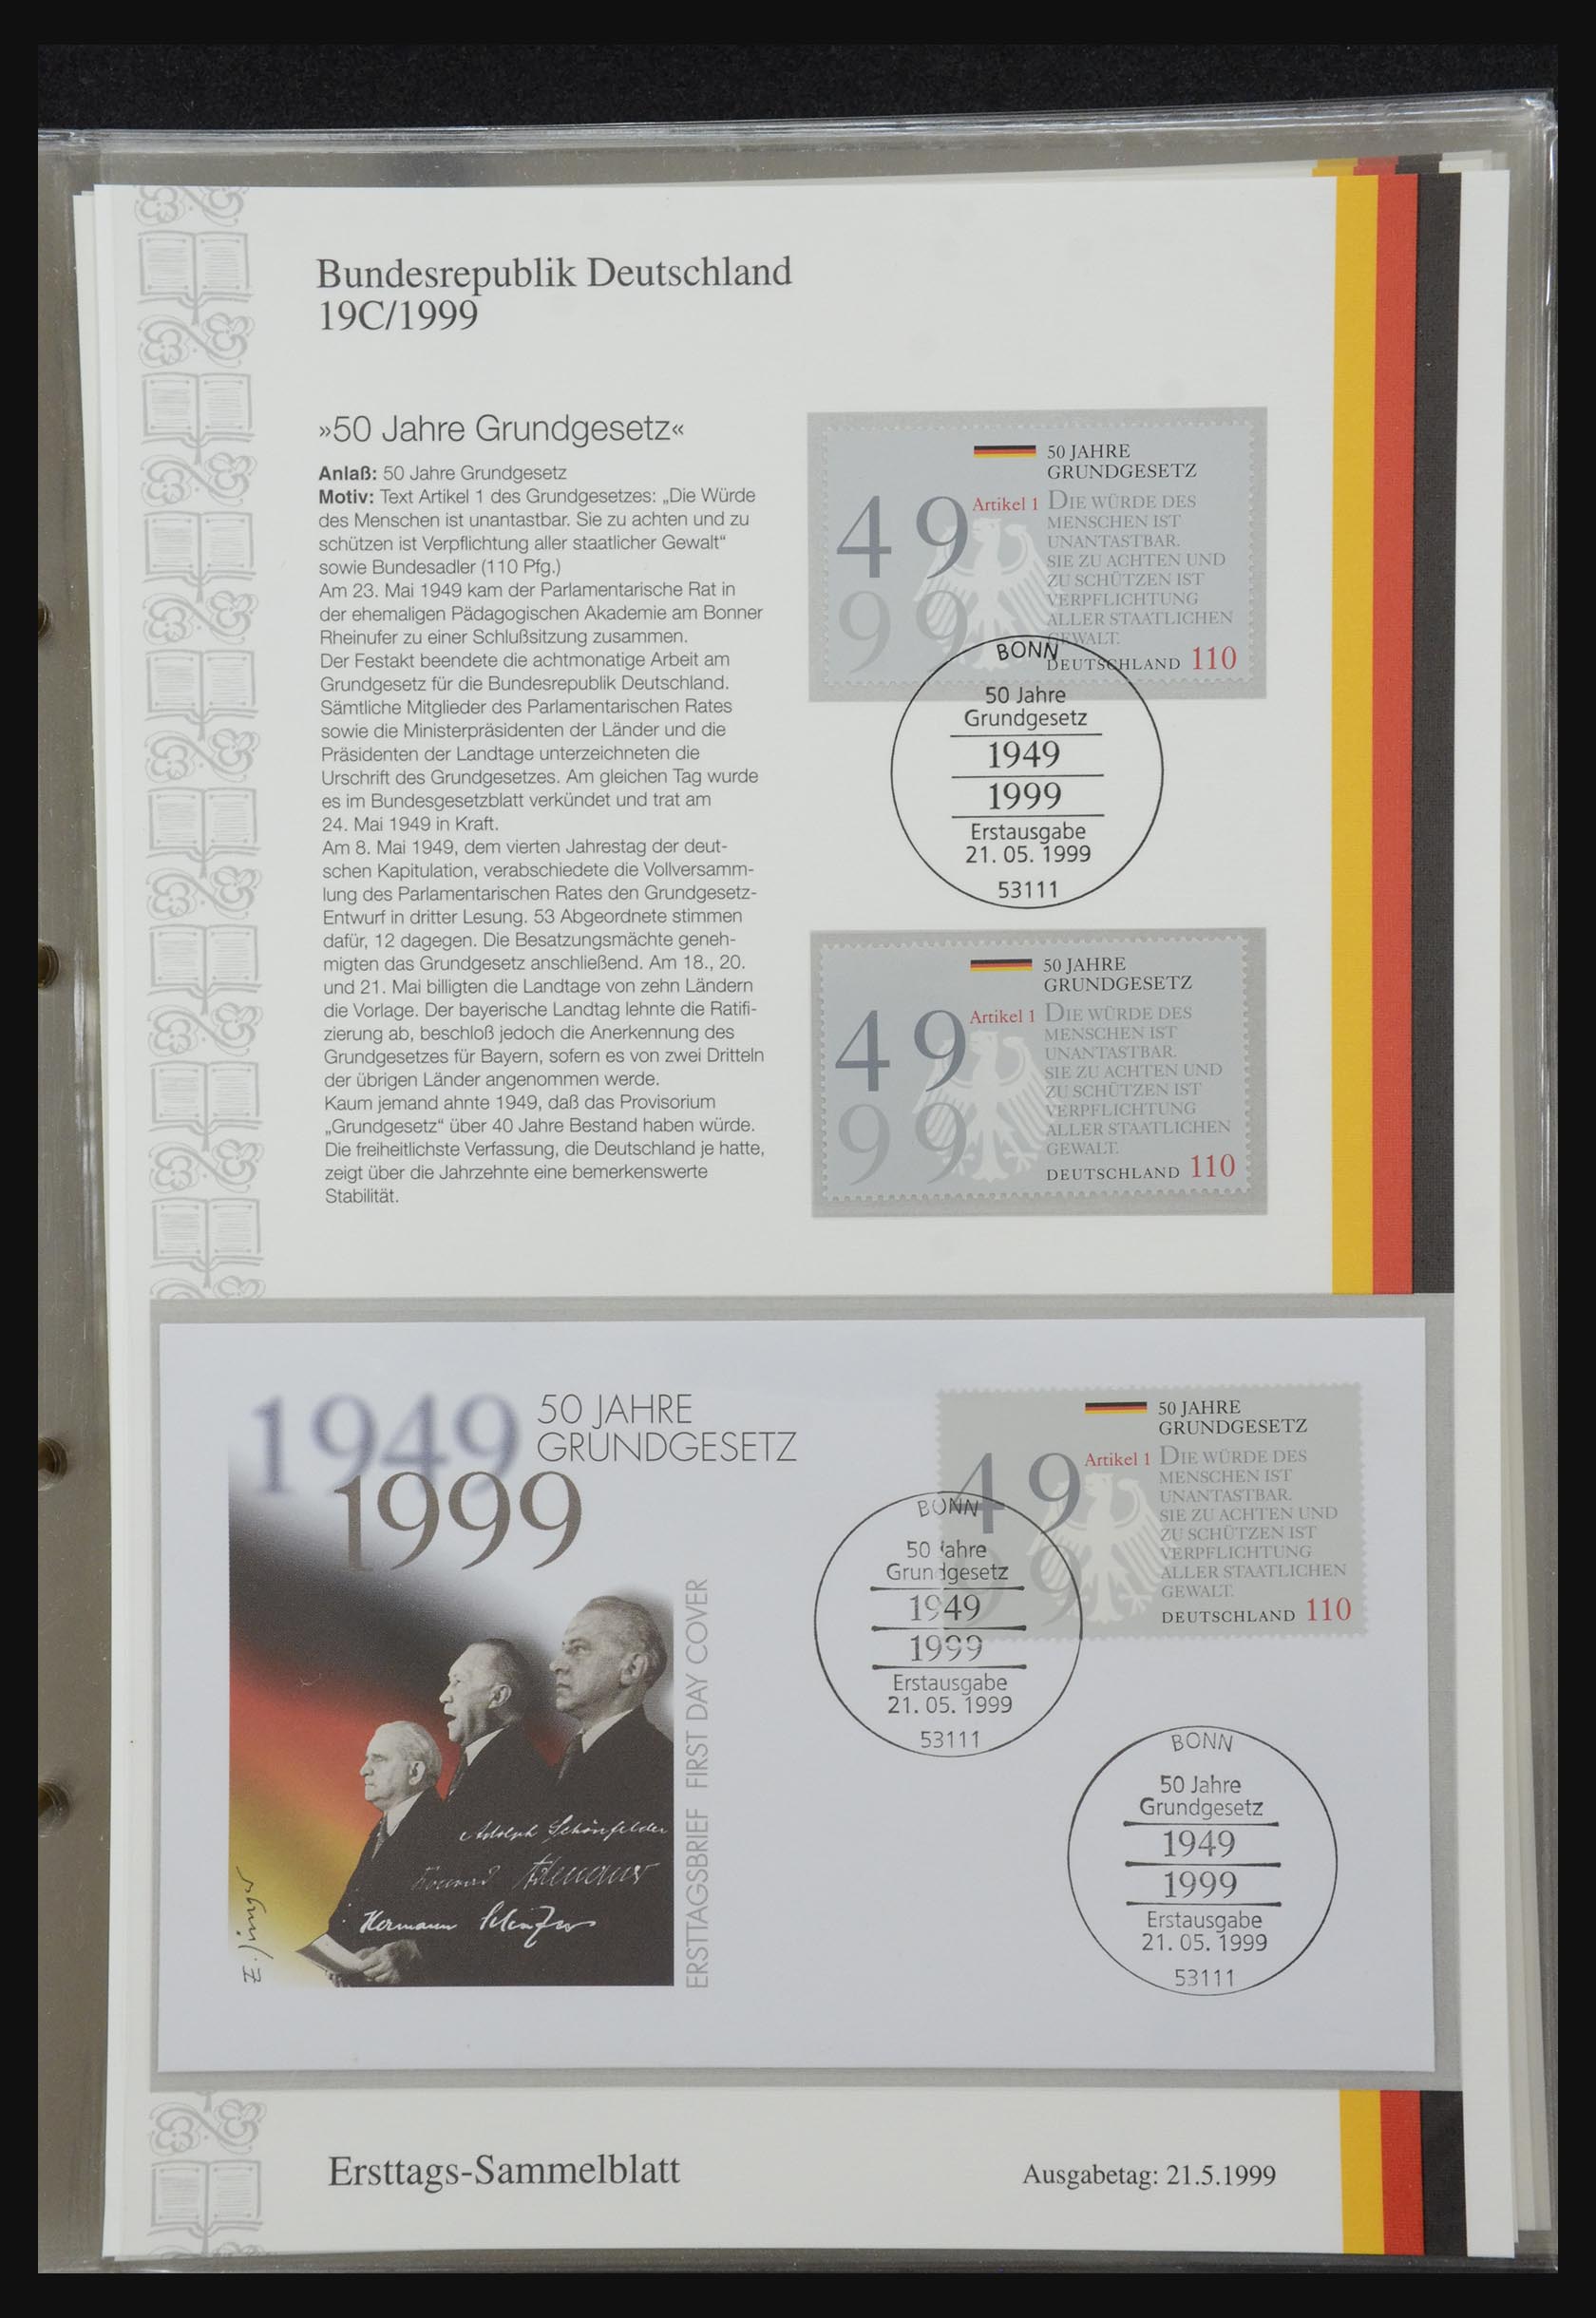 Bundesrepublik Deutschland
19C/1999
»50 Jahre Grundgesetz«
Anlaß: 50 Jahre Grundgesetz
Motiv: Text Artikel 1 des Grundgesetzes: „Die Würde
des Menschen ist unantastbar. Sie zu achten und zu
schützen ist Verpflichtung aller staatlicher Gewalt“
sowie Bundesadler (110 Pfg.)
Am 23. Mai 1949 kam der Parlamentarische Rat in
der ehemaligen Pädagogischen Akademie am Bonner
Rheinufer zu einer Schlußsitzung zusammen.
Der Festakt beendete die achtmonatige Arbeit am
Grundgesetz für die Bundesrepublik Deutschland.
Sämtliche Mitglieder des Parlamentarischen Rates
sowie die Ministerpräsidenten der Länder und die
Präsidenten der Landtage unterzeichneten die
Urschrift des Grundgesetzes. Am gleichen Tag wurde
es im Bundesgesetzblatt verkündet und trat am
24. Mai 1949 in Kraft.
Am 8. Mai 1949, dem vierten Jahrestag der deut-
schen Kapitulation, verabschiedete die Vollversamm-
lung des Parlamentarischen Rates den Grundgesetz-
Entwurf in dritter Lesung. 53 Abgeordnete stimmen
dafür, 12 dagegen. Die Besatzungsmächte geneh-
migten das Grundgesetz anschließend. Am 18., 20.
und 21. Mai billigten die Landtage von zehn Ländern
die Vorlage. Der bayerische Landtag lehnte die Ratifi-
zierung ab, beschloß jedoch die Anerkennung des
Grundgesetzes für Bayern, sofern es von zwei Dritteln
der übrigen Länder angenommen werde.
Kaum jemand ahnte 1949, daß das Provisorium
„Grundgesetz“ über 40 Jahre Bestand haben würde.
Die freiheitlichste Verfassung, die Deutschland je hatte,
zeigt über die Jahrzehnte eine bemerkenswerte
Stabilität.
50 JAHRE
GRUNDGESETZ
49
99
Artikel 1 DIE WÜRDE DES
MENSCHEN IST
UNANTASTBAR.
SIE ZU ACHTEN UND
ZU SCHÜTZEN IST
VERPFLICHTUNG
ALLER STAATLICHEN
GEWALT.
DEUTSCHLAND 110
BONN
50 Jahre
Grundgesetz
1949
1999
Erstausgabe
21. 05. 1999
53111
50 JAHRE
GRUNDGESETZ
49
99
Artikel 1 DIE WÜRDE DES
MENSCHEN IST
UNANTASTBAR.
SIE ZU ACHTEN UND
ZU SCHÜTZEN IST
VERPFLICHTUNG
ALLER STAATLICHEN
GEWALT.
DEUTSCHLAND 110
1949
1999
50 JAHRE
GRUNDGESETZ
ERSTTAGSBRIEF FIRST DAY COVER
Adolph Schönfelder
Konrad Adenauer
Hermann Schäfer
50 JAHRE
GRUNDGESETZ
49
99
Artikel 1 DIE WÜRDE DES
MENSCHEN IST
UNANTASTBAR.
SIE ZU ACHTEN UND
ZU SCHÜTZEN IST
VERPFLICHTUNG
ALLER STAATLICHEN
GEWALT.
DEUTSCHLAND 110
BONN
50 Jahre
Grundgesetz
1949
1999
Erstausgabe
21. 05. 1999
53111
BONN
50 Jahre
Grundgesetz
1949
1999
Erstausgabe
21. 05. 1999
53111
Ersttags-Sammelblatt
Ausgabetag: 21.5.1999